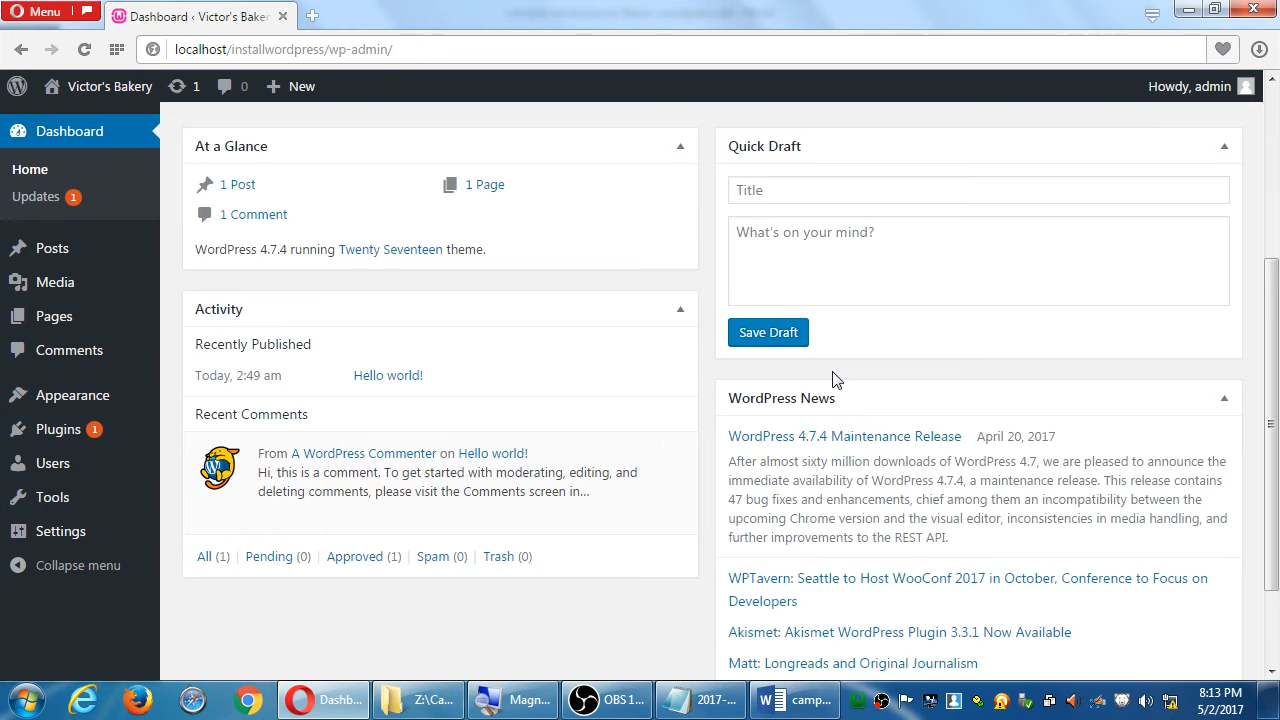 Menu
Dashboard ‹ Victor's Baker
localhost/installwordpress/wp-admin/
Victor's Bakery 1 0 New
Howdy, admin
Dashboard
Home
Updates 1
Posts
Media
Pages
Comments
Appearance
Plugins 1
Users
Tools
Settings
Collapse menu
At a Glance
1 Post 1 Page
1 Comment
WordPress 4.7.4 running Twenty Seventeen theme.
Activity
Recently Published
Today, 2:49 am Hello world!
Recent Comments
From A WordPress Commenter on Hello world!
Hi, this is a comment. To get started with moderating, editing, and
deleting comments, please visit the Comments screen in…
All (1) | Pending (0) | Approved (1) | Spam (0) | Trash (0)
Quick Draft
Title
What's on your mind?
Save Draft
WordPress News
WordPress 4.7.4 Maintenance Release April 20, 2017
After almost sixty million downloads of WordPress 4.7, we are pleased to announce the
immediate availability of WordPress 4.7.4, a maintenance release. This release contains
47 bug fixes and enhancements, chief among them an incompatibility between the
upcoming Chrome version and the visual editor, inconsistencies in media handling, and
further improvements to the REST API.
WPTavern: Seattle to Host WooConf 2017 in October, Conference to Focus on
Developers
Akismet: Akismet WordPress Plugin 3.3.1 Now Available
Matt: Longreads and Original Journalism
Dashb...
Z:\Ca...
Magn...
OBS 1...
2017-...
camp...
8:13 PM
5/2/2017